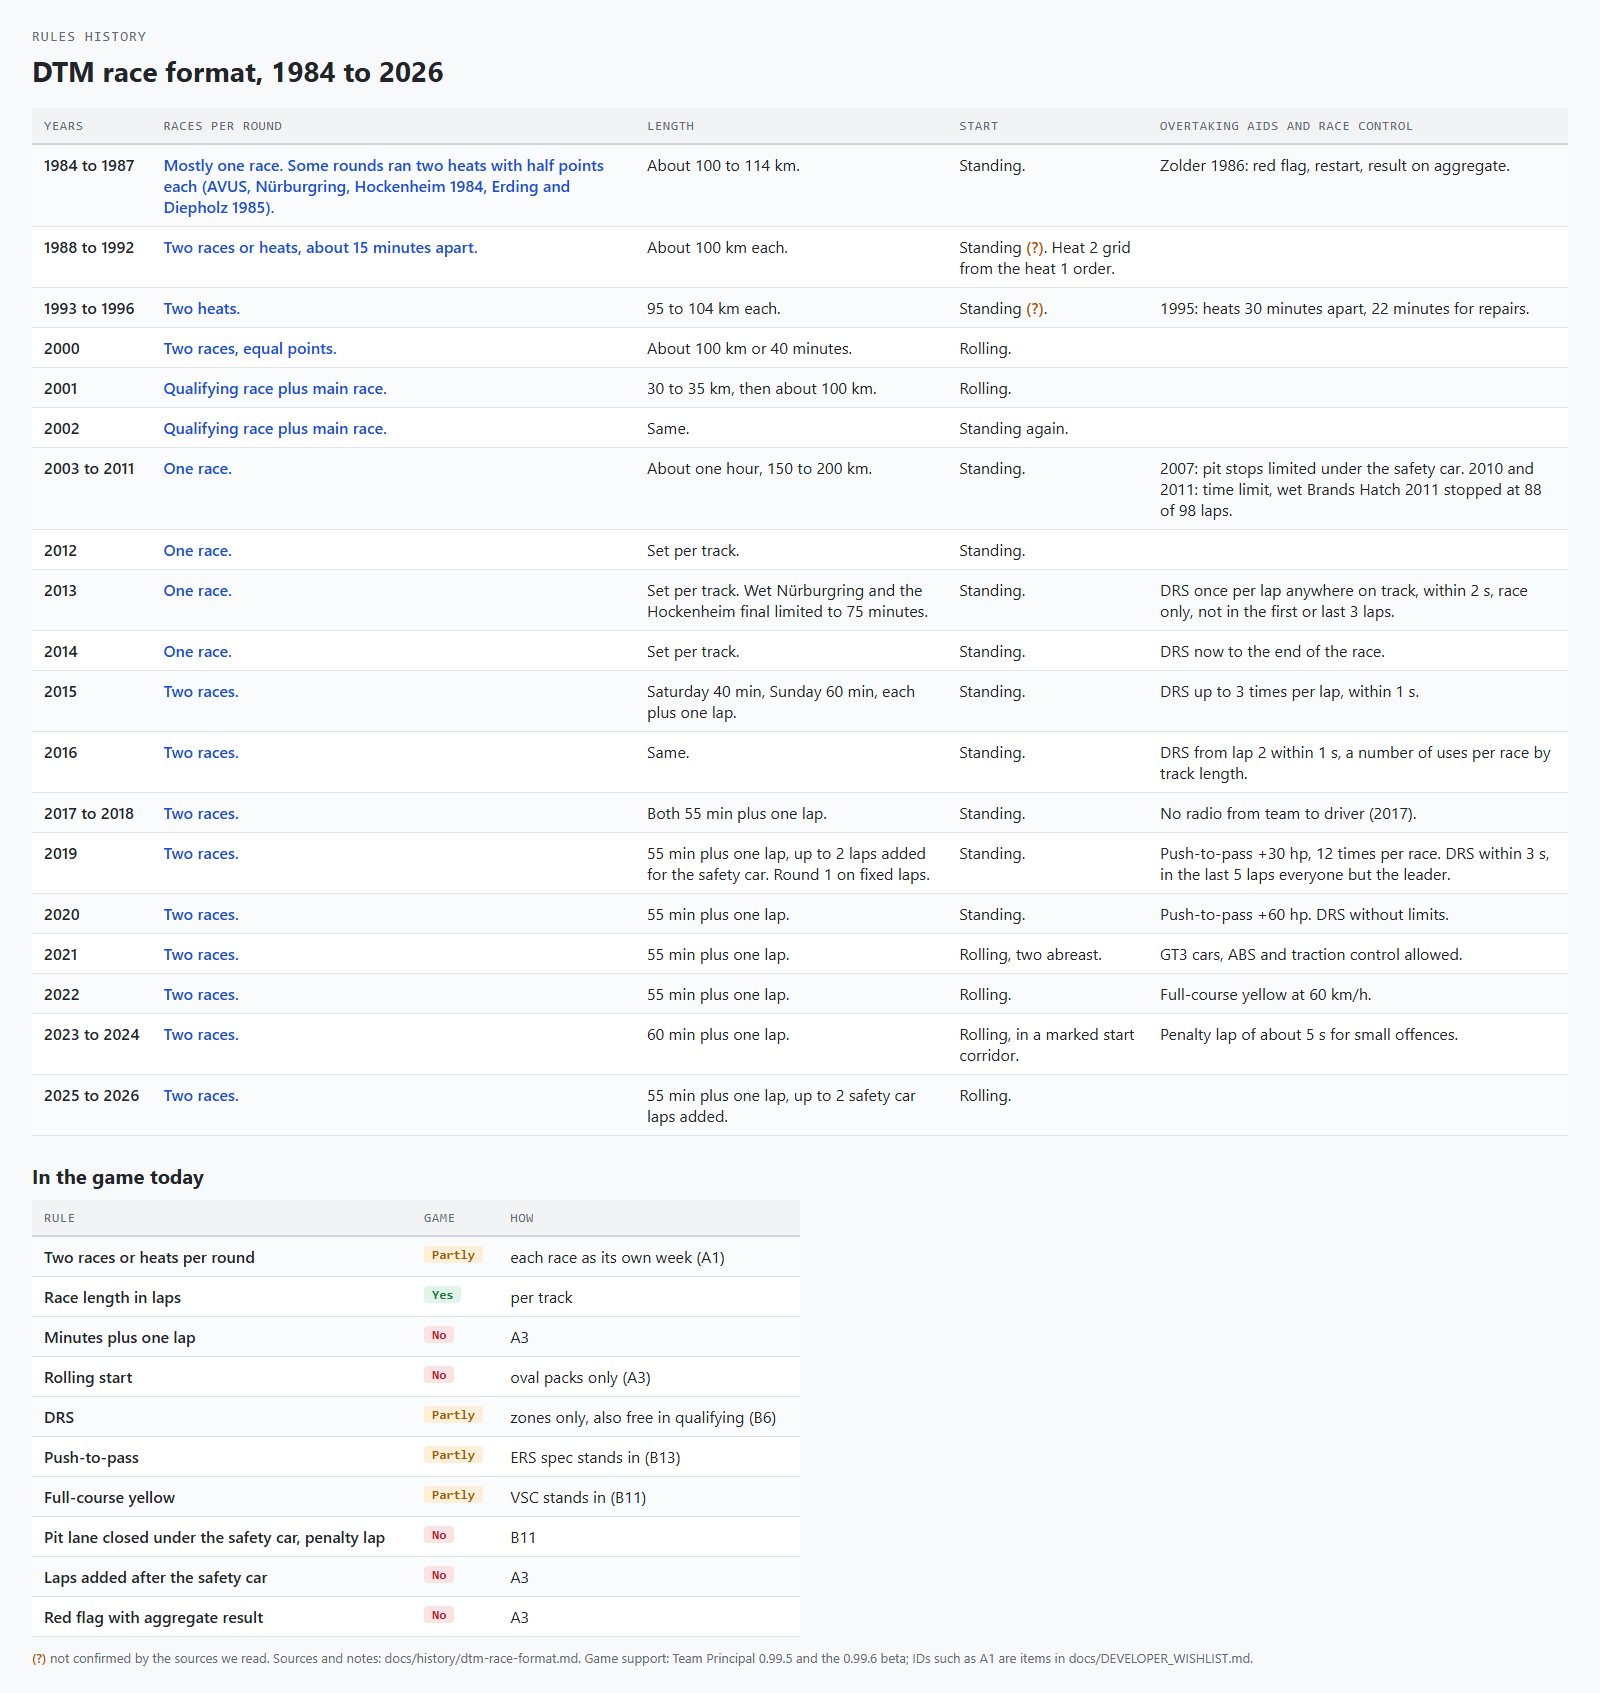 RULES HISTORY
DTM race format, 1984 to 2026
YEARS RACES PER ROUND LENGTH START OVERTAKING AIDS AND RACE CONTROL
1984 to 1987 Mostly one race. Some rounds ran two heats with half points About 100 to 114 km. Standing. Zolder 1986: red flag, restart, result on aggregate.
each (AVUS, Nürburgring, Hockenheim 1984, Erding and
Diepholz 1985).
1988 to 1992 Two races or heats, about 15 minutes apart. About 100 km each. Standing (?). Heat 2 grid
from the heat 1 order.
1993 to 1996 Two heats. 95 to 104 km each. Standing (?). 1995: heats 30 minutes apart, 22 minutes for repairs.
2000 Two races, equal points. About 100 km or 40 minutes. Rolling.
2001 Qualifying race plus main race. 30 to 35 km, then about 100 km. Rolling.
2002 Qualifying race plus main race. Same. Standing again.
2003 to 2011 One race. About one hour, 150 to 200 km. Standing. 2007: pit stops limited under the safety car. 2010 and
2011: time limit, wet Brands Hatch 2011 stopped at 88
of 98 laps.
2012 One race. Set per track. Standing.
2013 One race. Set per track. Wet Nürburgring and the Standing. DRS once per lap anywhere on track, within 2 s, race
Hockenheim final limited to 75 minutes. only, not in the first or last 3 laps.
2014 One race. Set per track. Standing. DRS now to the end of the race.
2015 Two races. Saturday 40 min, Sunday 60 min, each Standing. DRS up to 3 times per lap, within 1 s.
plus one lap.
2016 Two races. Same. Standing. DRS from lap 2 within 1 s, a number of uses per race by
track length.
2017 to 2018 Two races. Both 55 min plus one lap. Standing. No radio from team to driver (2017).
2019 Two races. 55 min plus one lap, up to 2 laps added Standing. Push-to-pass +30 hp, 12 times per race. DRS within 3 s,
for the safety car. Round 1 on fixed laps. in the last 5 laps everyone but the leader.
2020 Two races. 55 min plus one lap. Standing. Push-to-pass +60 hp. DRS without limits.
2021 Two races. 55 min plus one lap. Rolling, two abreast. GT3 cars, ABS and traction control allowed.
2022 Two races. 55 min plus one lap. Rolling. Full-course yellow at 60 km/h.
2023 to 2024 Two races. 60 min plus one lap. Rolling, in a marked start Penalty lap of about 5 s for small offences.
corridor.
2025 to 2026 Two races. 55 min plus one lap, up to 2 safety car Rolling.
laps added.
In the game today
RULE GAME HOW
Two races or heats per round Partly each race as its own week (A1)
Race length in laps Yes per track
Minutes plus one lap No A3
Rolling start No oval packs only (A3)
DRS Partly zones only, also free in qualifying (B6)
Push-to-pass Partly ERS spec stands in (B13)
Full-course yellow Partly VSC stands in (B11)
Pit lane closed under the safety car, penalty lap No B11
Laps added after the safety car No A3
Red flag with aggregate result No A3
(?) not confirmed by the sources we read. Sources and notes: docs/history/dtm-race-format.md. Game support: Team Principal 0.99.5 and the 0.99.6 beta; IDs such as A1 are items in docs/DEVELOPER_WISHLIST.md.